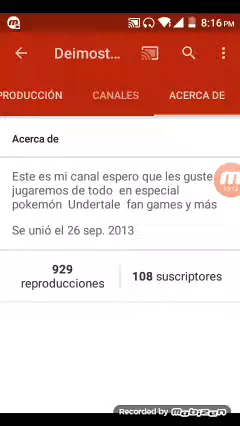 8:16 PM
Deimost...
PRODUCCIÓN CANALES ACERCA DE
Acerca de
Este es mi canal espero que les guste
jugaremos de todo en especial
pokemón Undertale fan games y más
Se unió el 26 sep. 2013
929 reproducciones
108 suscriptores
Recorded by mobizen